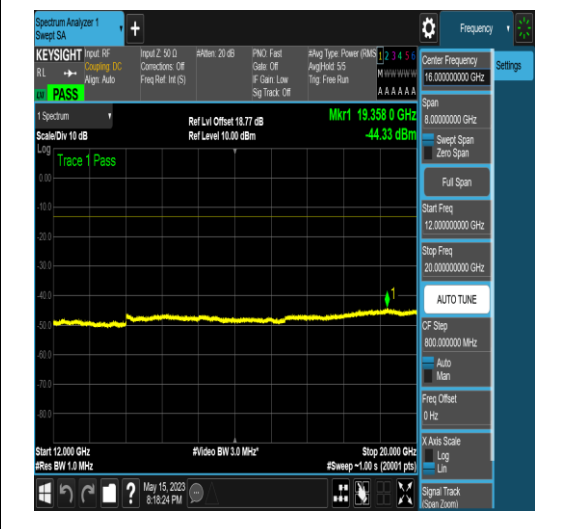 Spectrum Analyzer 1
Swept SA
Frequency
KEYSIGHT
RL
Input: RF
Coupling: DC
Align: Auto
Input Z: 50 Ω
Corrections: Off
Freq Ref: Int (S)
#Atten: 20 dB
PNO: Fast
Gate: Off
IF Gain: Low
Sig Track: Off
#Avg Type: Power (RMS
Avg|Hold: 5/5
Trig: Free Run
1 2 3 4 5 6
M W W W W W
A A A A A A
PASS
1 Spectrum
Scale/Div 10 dB
Ref Lvl Offset 18.77 dB
Ref Level 10.00 dBm
Mkr1 19.358 0 GHz
-44.33 dBm
Log
Trace 1 Pass
0.00
-10.0
-20.0
-30.0
-40.0
-50.0
-60.0
-70.0
-80.0
1
Start 12.000 GHz
#Res BW 1.0 MHz
#Video BW 3.0 MHz*
Stop 20.000 GHz
#Sweep ~1.00 s (20001 pts)
Center Frequency
16.000000000 GHz
Settings
Span
8.00000000 GHz
Swept Span
Zero Span
Full Span
Start Freq
12.000000000 GHz
Stop Freq
20.000000000 GHz
AUTO TUNE
CF Step
800.000000 MHz
Auto
Man
Freq Offset
0 Hz
X Axis Scale
Log
Lin
Signal Track
(Span Zoom)
?
May 15, 2023
8:18:24 PM